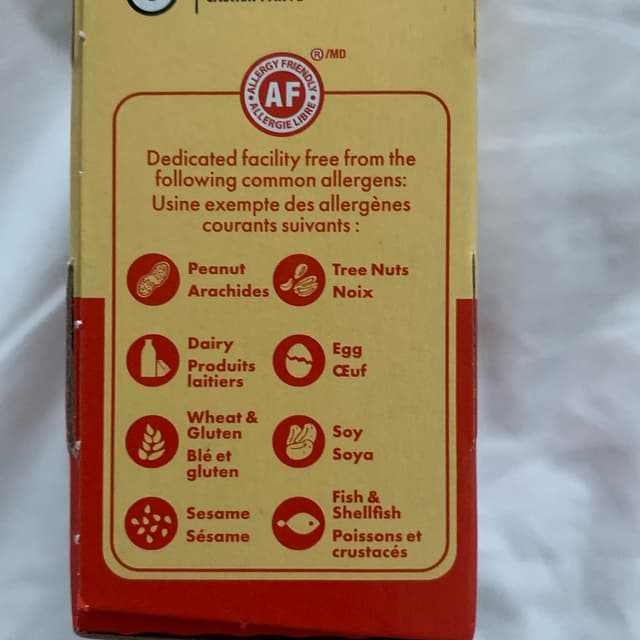 ®/MD
ALLERGY FRIENDLY
AF
ALLERGIE LIBRE
Dedicated facility free from the
following common allergens:
Usine exempte des allergènes
courants suivants :
Peanut
Arachides
Tree Nuts
Noix
Dairy
Produits
laitiers
Egg
Œuf
Wheat &
Gluten
Blé et
gluten
Soy
Soya
Sesame
Sésame
Fish &
Shellfish
Poissons et
crustacés